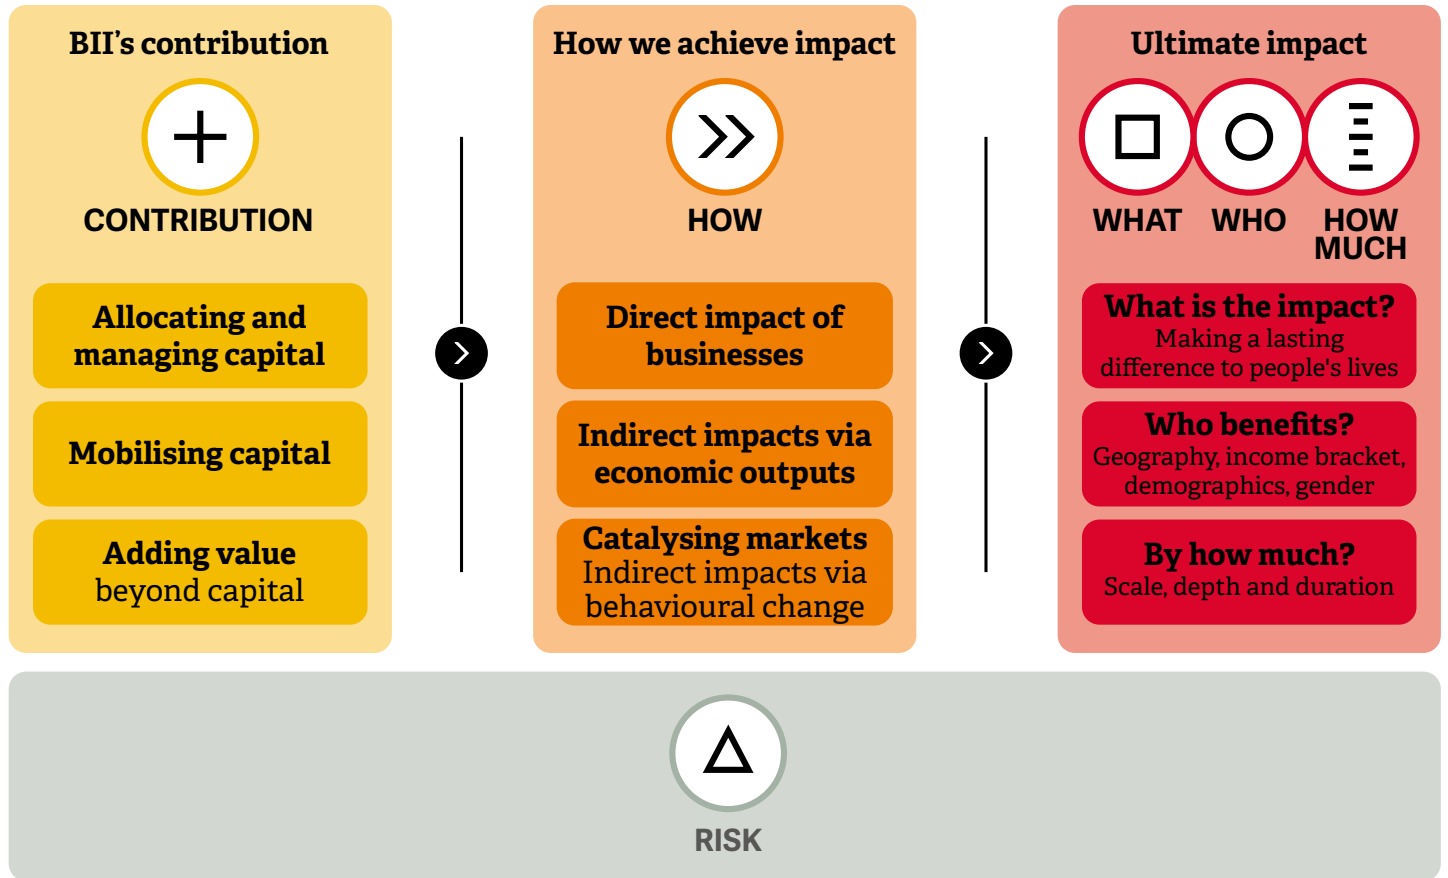 BII’s contribution
CONTRIBUTION
Allocating and
managing capital
Mobilising capital
Adding value
beyond capital
How we achieve impact
HOW
Direct impact of
businesses
Indirect impacts via
economic outputs
Catalysing markets
Indirect impacts via
behavioural change
Ultimate impact
WHAT
WHO
HOW
MUCH
What is the impact?
Making a lasting
difference to people's lives
Who benefits?
Geography, income bracket,
demographics, gender
By how much?
Scale, depth and duration
RISK